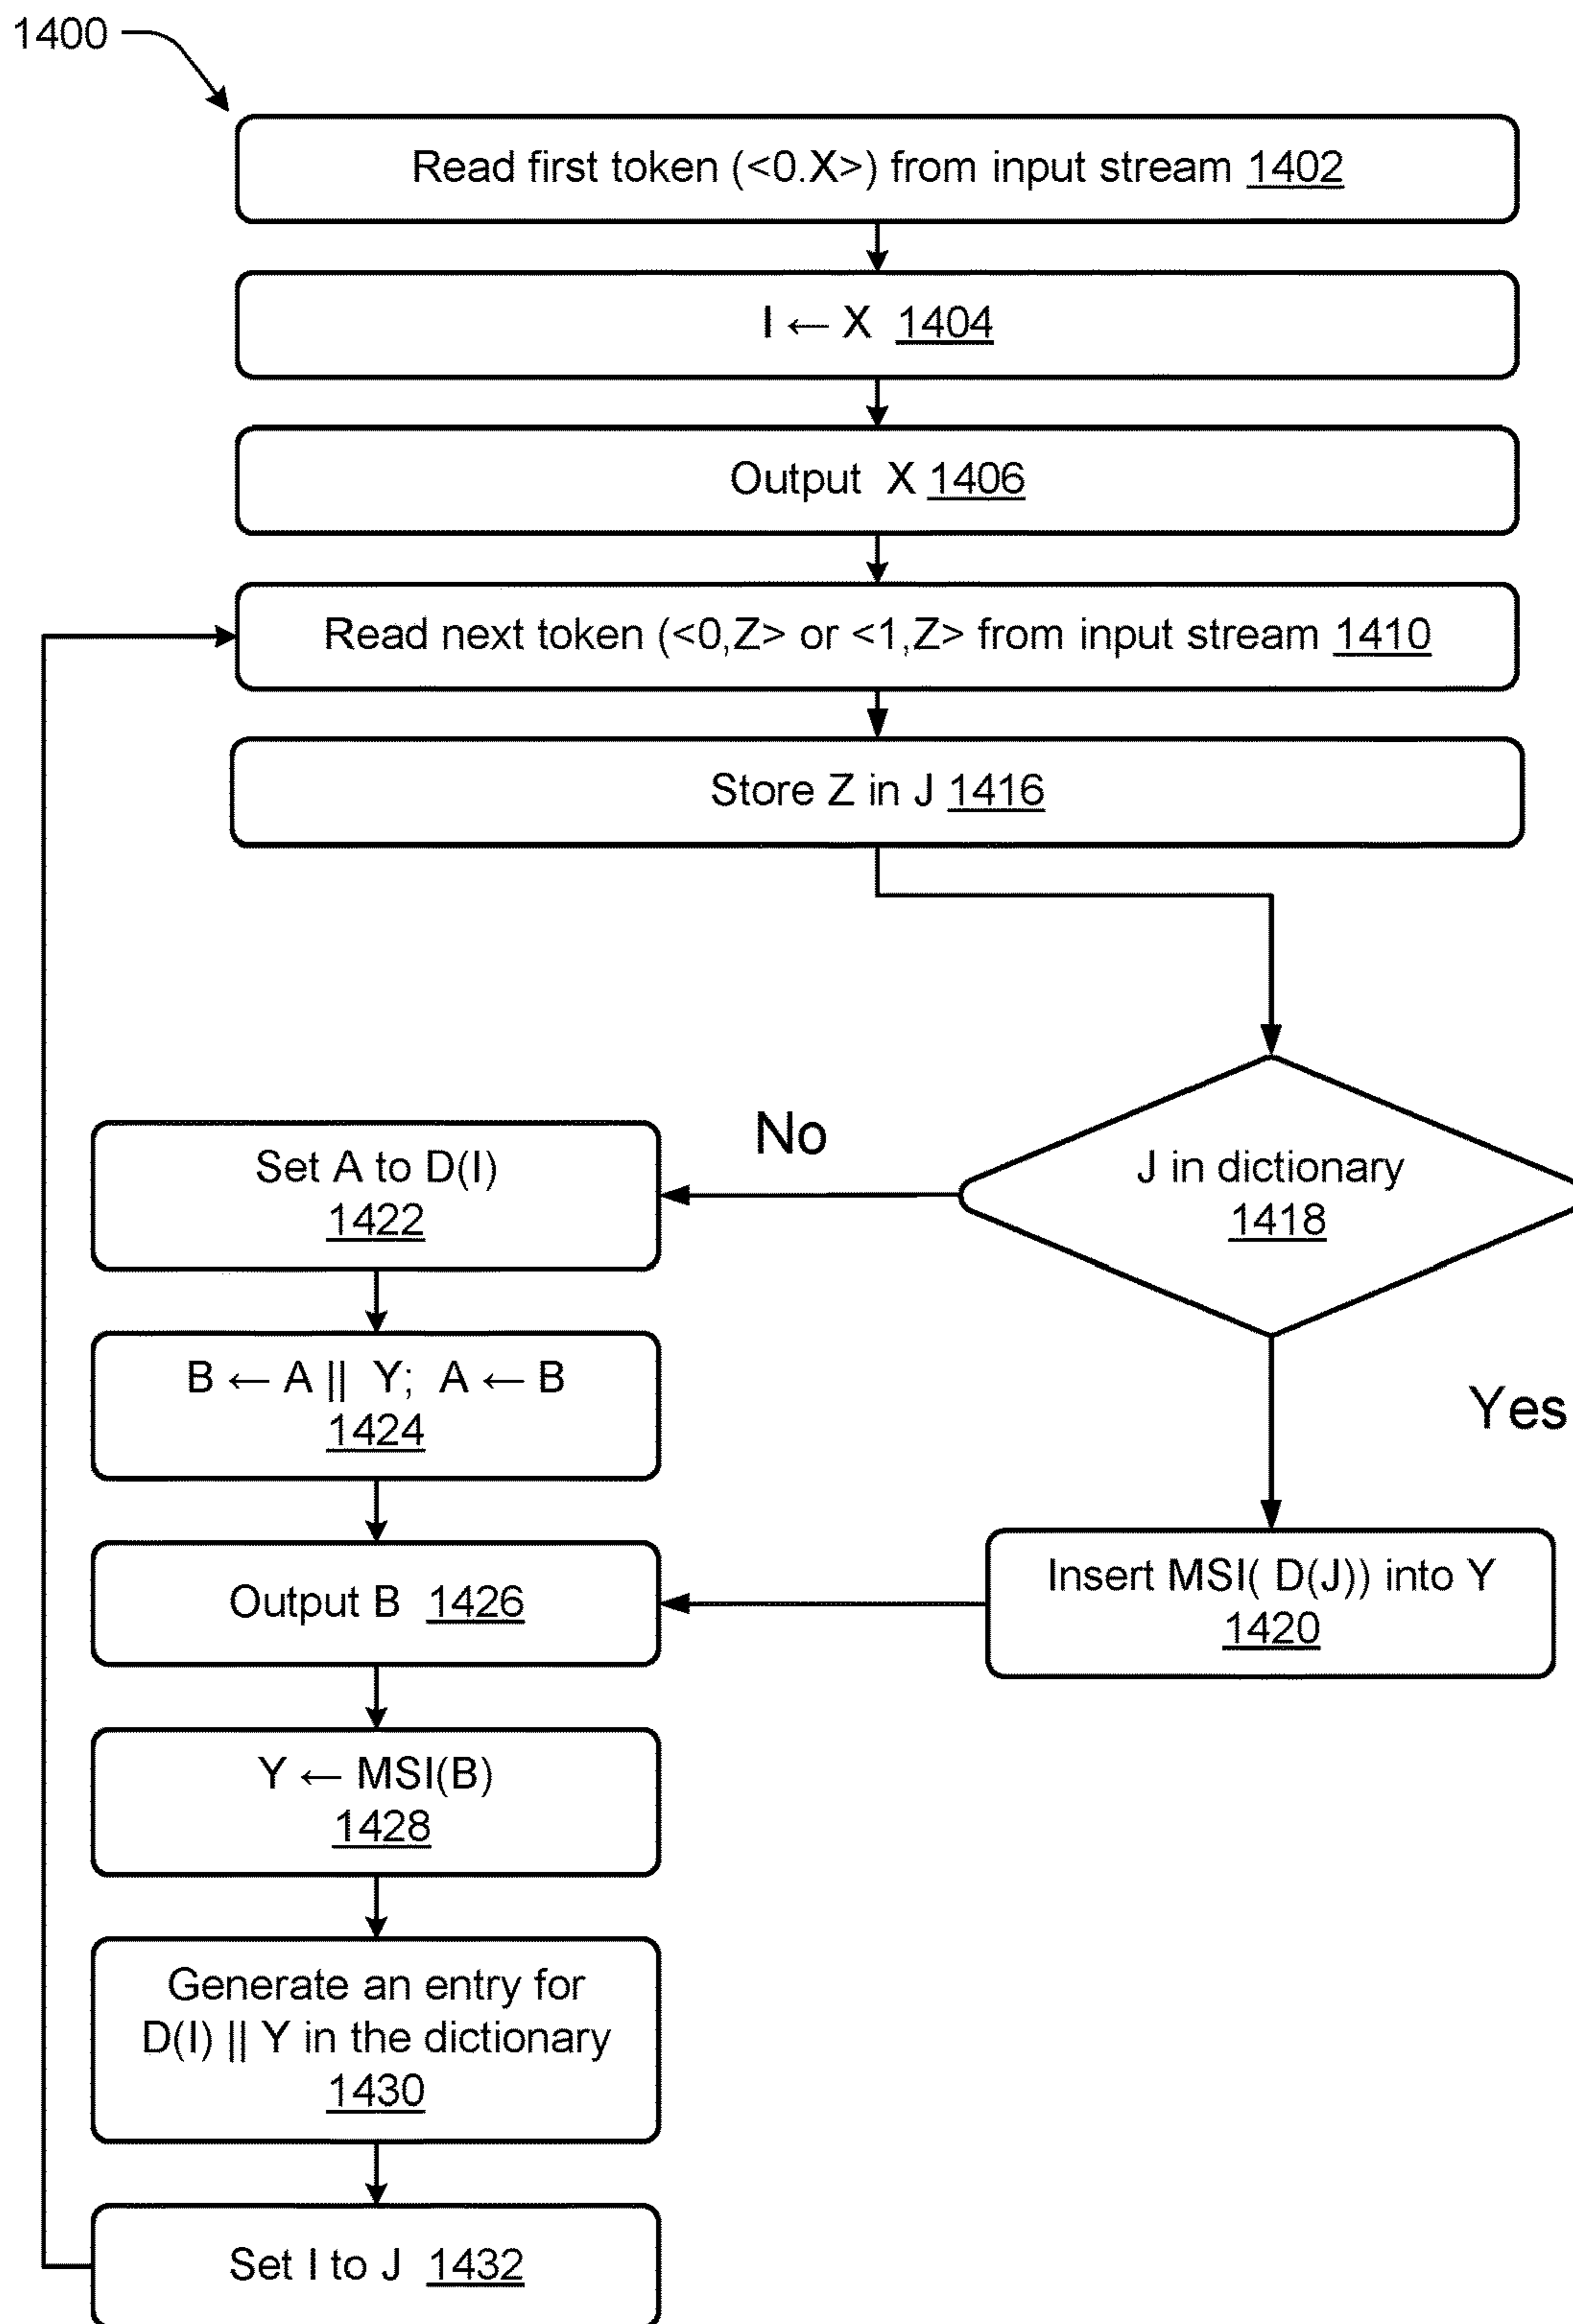 1400
Read first token (<0.X>) from input stream 1402
I ← X 1404
Output X 1406
Read next token (<0,Z> or <1,Z> from input stream 1410
Store Z in J 1416
No
J in dictionary
1418
Set A to D(I)
1422
B ← A || Y; A ← B
1424
Yes
Output B 1426
Insert MSI( D(J)) into Y
1420
Y ← MSI(B)
1428
Generate an entry for
D(I) || Y in the dictionary
1430
Set I to J 1432